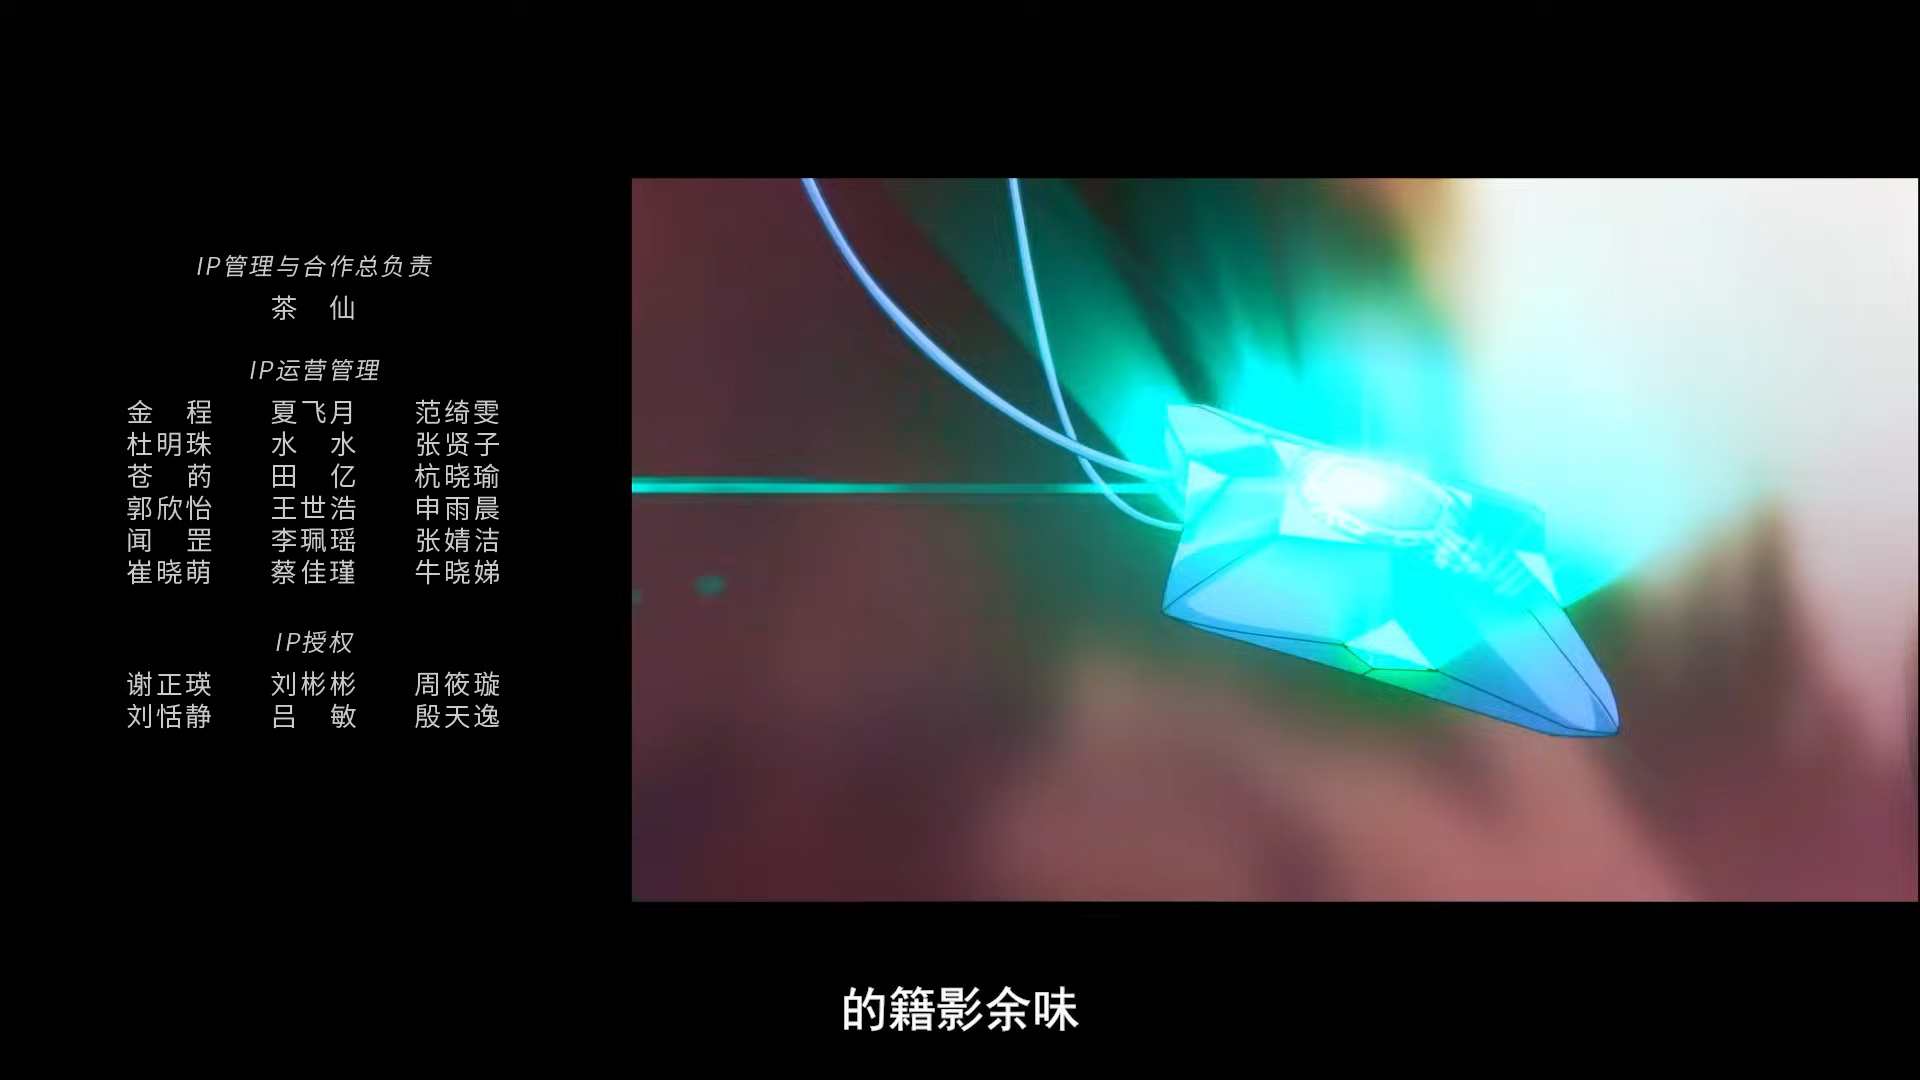 IP管理与合作总负责
茶 仙
IP运营管理
金 程 夏飞月 范绮雯
杜明珠 水 水 张贤子
苍 菂 田 亿 杭晓瑜
郭欣怡 王世浩 申雨晨
闻 罡 李珮瑶 张婧洁
崔晓萌 蔡佳瑾 牛晓娣
IP授权
谢正瑛 刘彬彬 周筱璇
刘恬静 吕 敏 殷天逸
的籍影余味